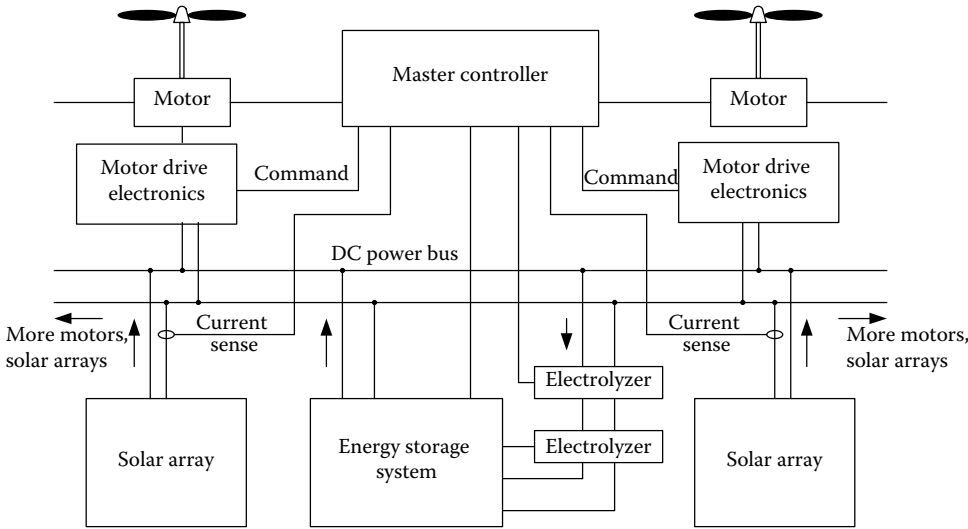 Master controller
Motor
Motor
Motor drive
electronics
Command
Command
Motor drive
electronics
DC power bus
More motors,
solar arrays
Current
sense
Current
sense
More motors,
solar arrays
Electrolyzer
Solar array
Energy storage
system
Electrolyzer
Solar array